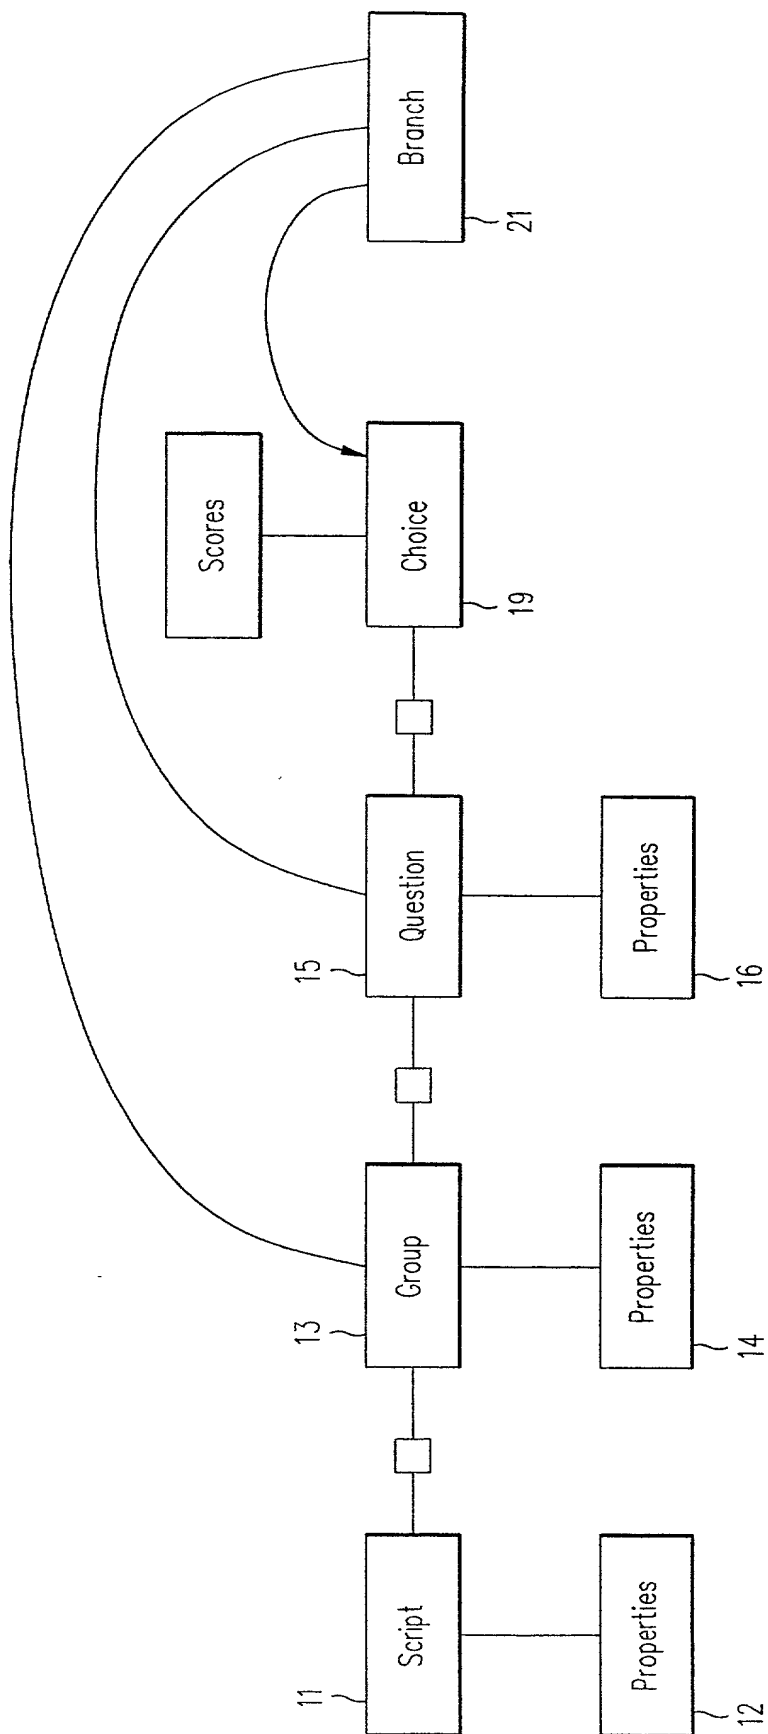 Scores
Script
11
Group
13
Question
15
Choice
19
Branch
21
Properties
12
Properties
14
Properties
16